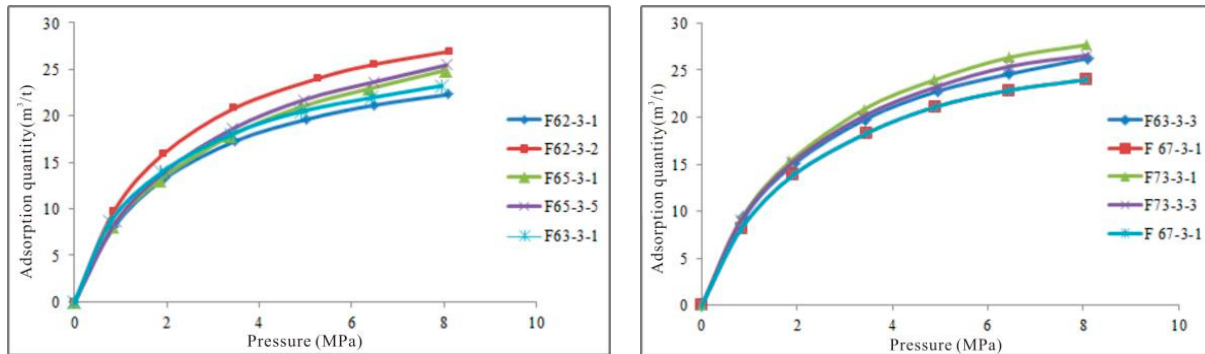 30
25
20
15
10
5
0
Adsorption quantity(m³/t)
F62-3-1
F62-3-2
F65-3-1
F65-3-5
F63-3-1
0 2 4 6 8 10
Pressure (MPa)
30
25
20
15
10
5
0
Adsorption quantity(m³/t)
F63-3-3
F 67-3-1
F73-3-1
F73-3-3
F 67-3-1
0 2 4 6 8 10
Pressure (MPa)